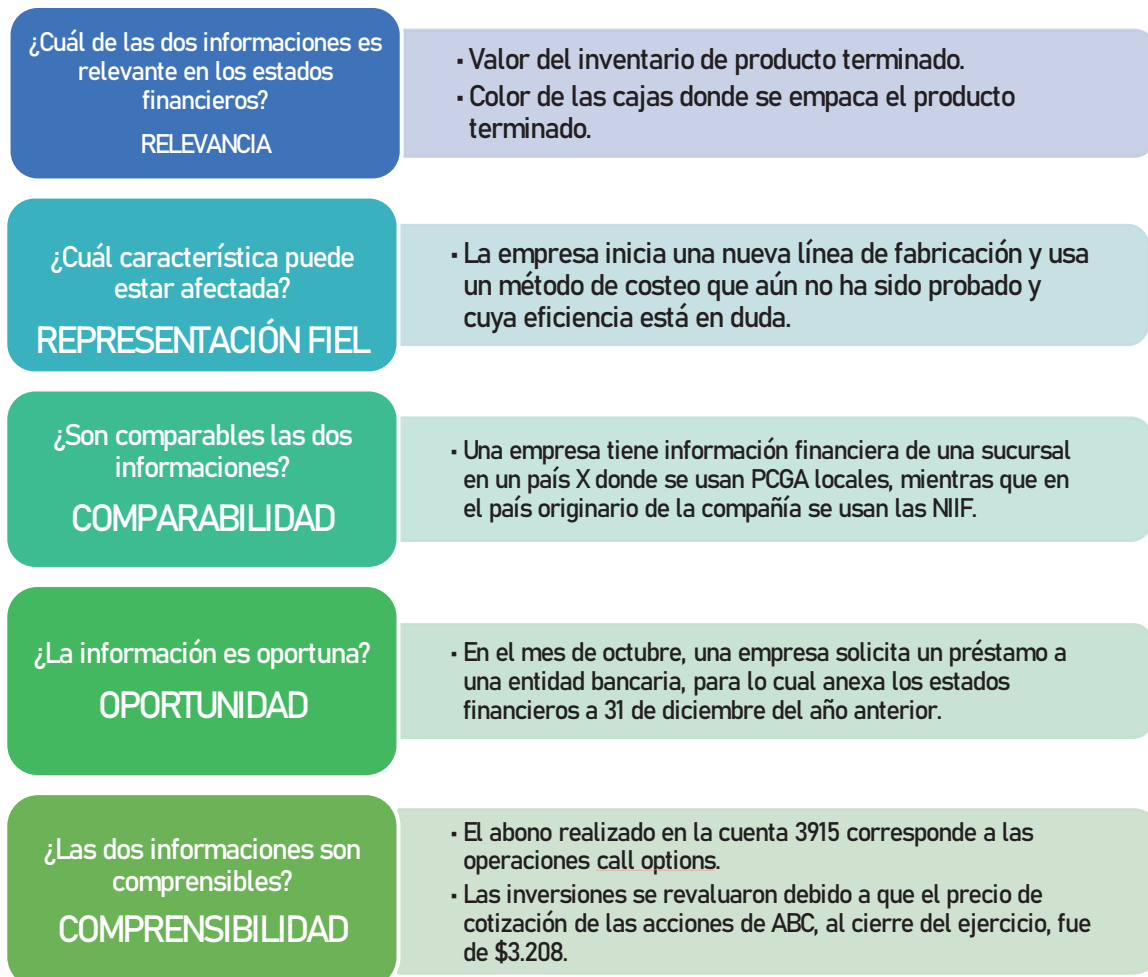 ¿Cuál de las dos informaciones es
relevante en los estados
financieros?
RELEVANCIA
· Valor del inventario de producto terminado.
· Color de las cajas donde se empaca el producto
terminado.
¿Cuál característica puede
estar afectada?
REPRESENTACIÓN FIEL
· La empresa inicia una nueva línea de fabricación y usa
un método de costeo que aún no ha sido probado y
cuya eficiencia está en duda.
¿Son comparables las dos
informaciones?
COMPARABILIDAD
· Una empresa tiene información financiera de una sucursal
en un país X donde se usan PCGA locales, mientras que en
el país originario de la compañía se usan las NIIF.
¿La información es oportuna?
OPORTUNIDAD
· En el mes de octubre, una empresa solicita un préstamo a
una entidad bancaria, para lo cual anexa los estados
financieros a 31 de diciembre del año anterior.
¿Las dos informaciones son
comprensibles?
COMPRENSIBILIDAD
· El abono realizado en la cuenta 3915 corresponde a las
operaciones call options.
· Las inversiones se revaluaron debido a que el precio de
cotización de las acciones de ABC, al cierre del ejercicio, fue
de $3.208.